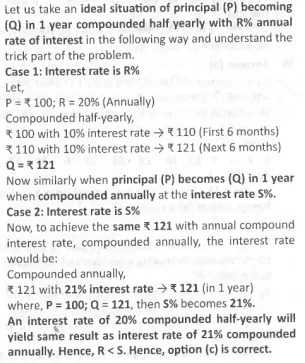 Let us take an ideal situation of principal (P) becoming
(Q) in 1 year compounded half yearly with R% annual
rate of interest in the following way and understand the
trick part of the problem.
Case 1: Interest rate is R%
Let,
P = ₹ 100; R = 20% (Annually)
Compounded half-yearly,
₹ 100 with 10% interest rate → ₹ 110 (First 6 months)
₹ 110 with 10% interest rate → ₹ 121 (Next 6 months)
Q = ₹ 121
Now similarly when principal (P) becomes (Q) in 1 year
when compounded annually at the interest rate S%.
Case 2: Interest rate is S%
Now, to achieve the same ₹ 121 with annual compound
interest rate, compounded annually, the interest rate
would be:
Compounded annually,
₹ 121 with 21% interest rate → ₹ 121 (in 1 year)
where, P = 100; Q = 121, then S% becomes 21%.
An interest rate of 20% compounded half-yearly will
yield same result as interest rate of 21% compounded
annually. Hence, R < S. Hence, option (c) is correct.